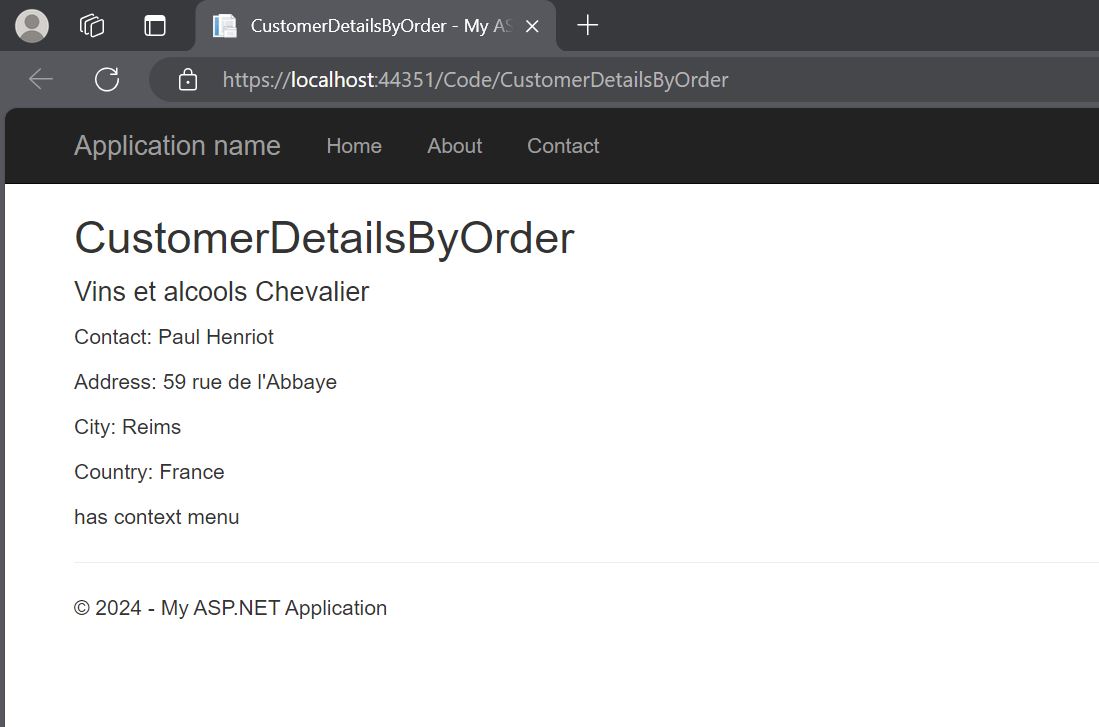 CustomerDetailsByOrder - My AS
https://localhost:44351/Code/CustomerDetailsByOrder
Application name Home About Contact
CustomerDetailsByOrder
Vins et alcools Chevalier
Contact: Paul Henriot
Address: 59 rue de l'Abbaye
City: Reims
Country: France
has context menu
© 2024 - My ASP.NET Application